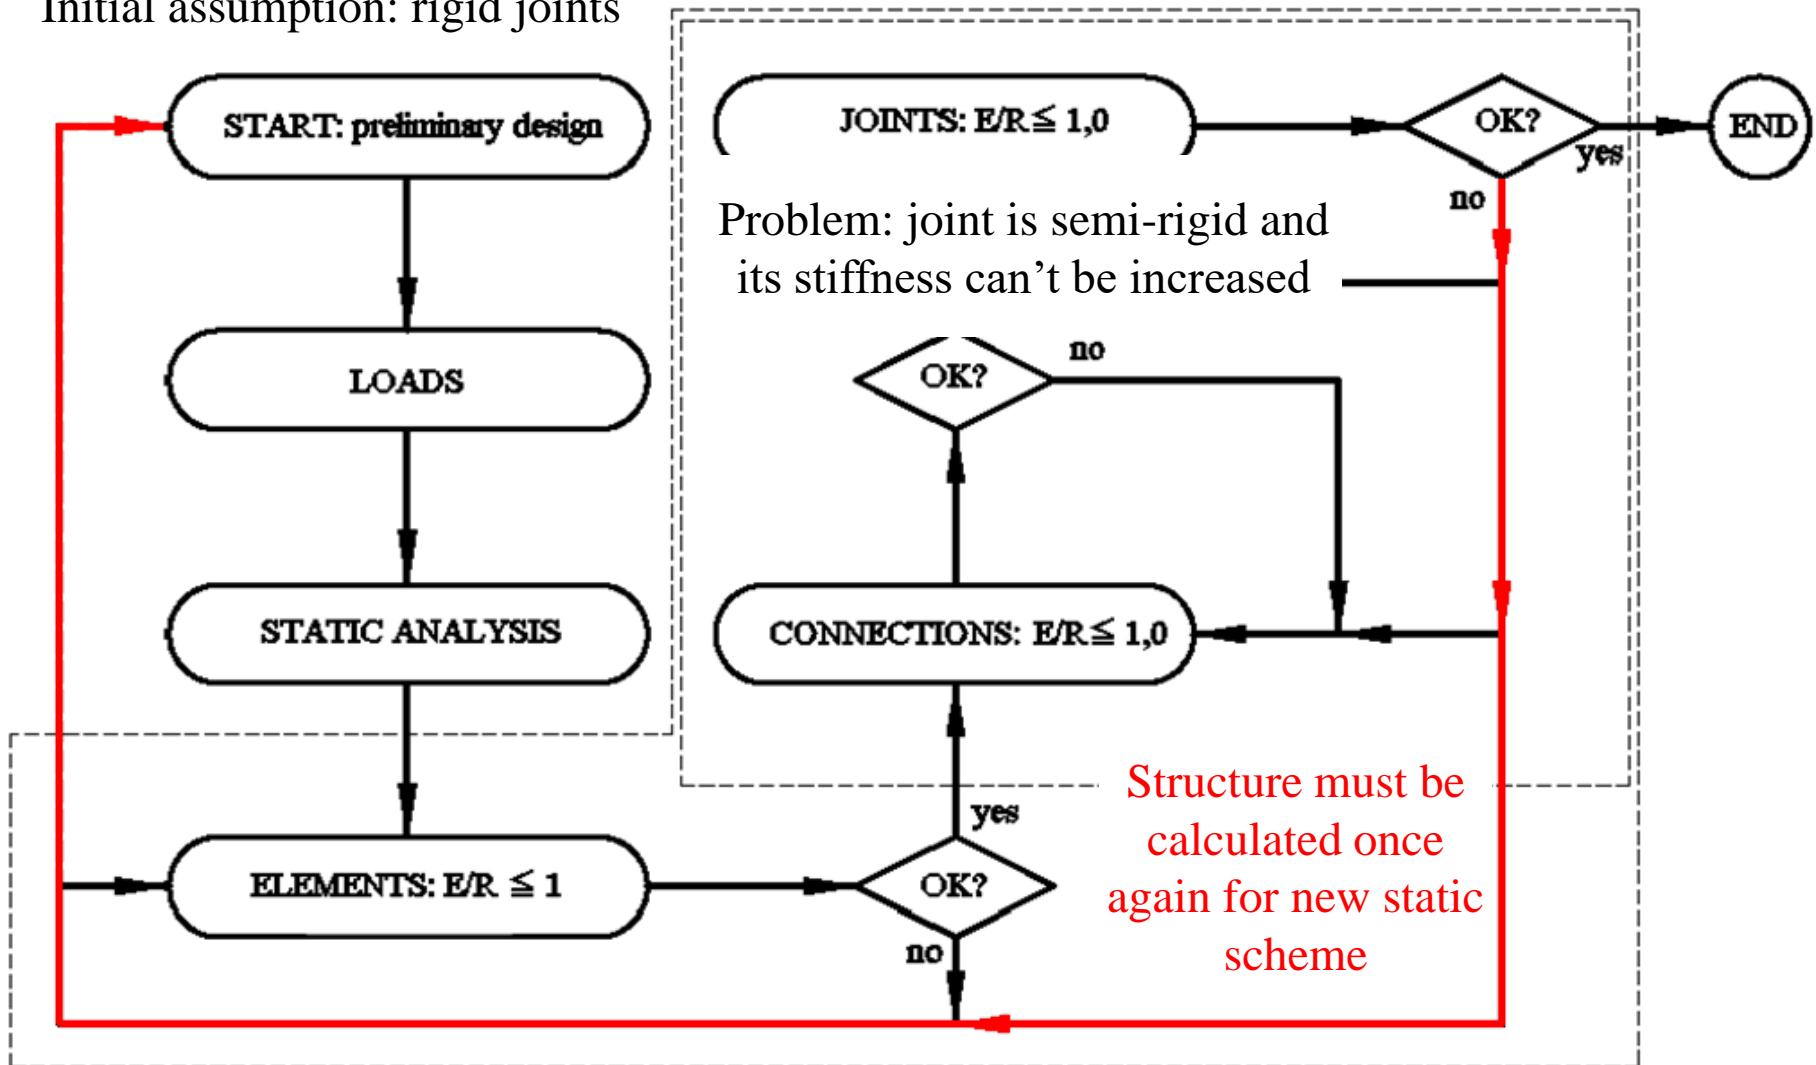 Initial assumption: rigid joints
START: preliminary design
JOINTS: E/R ≦ 1,0
OK?
yes
END
no
Problem: joint is semi-rigid and
its stiffness can’t be increased
LOADS
OK?
no
STATIC ANALYSIS
CONNECTIONS: E/R ≦ 1,0
Structure must be
calculated once
again for new static
scheme
yes
ELEMENTS: E/R ≦ 1
OK?
no